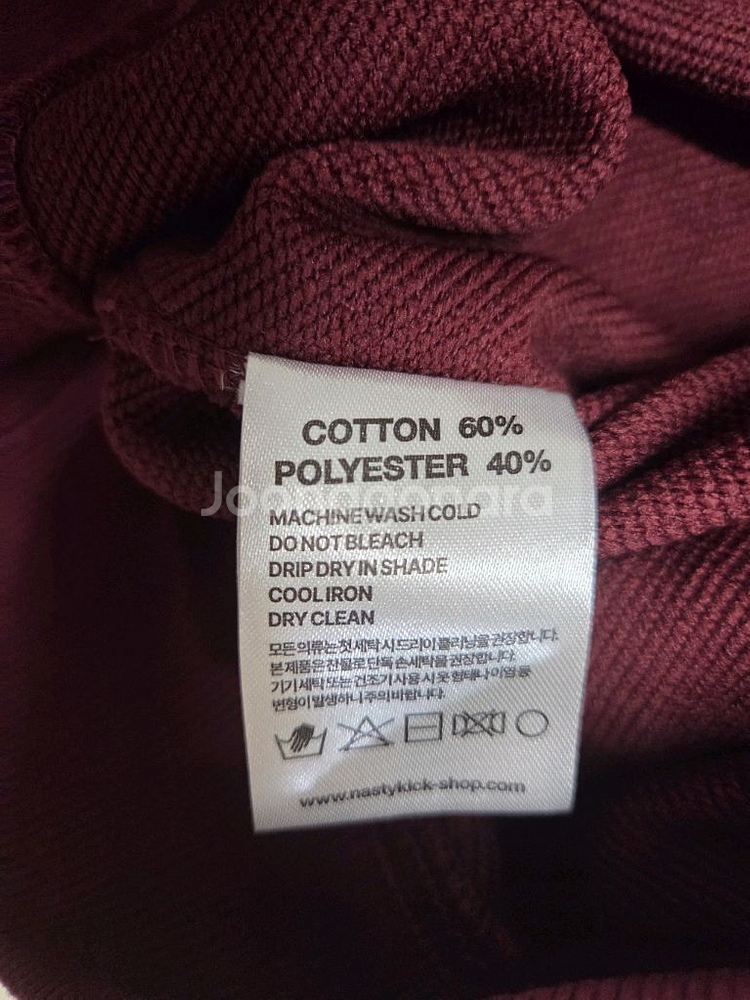 COTTON 60%
POLYESTER 40%
Joongonara
MACHINE WASH COLD
DO NOT BLEACH
DRIP DRY IN SHADE
COOL IRON
DRY CLEAN
모든 의류는 첫 세탁 시 드라이 클리닝을 권장합니다.
본 제품은 찬물로 단독 손세탁을 권장합니다.
기기 세탁 또는 건조기 사용 시 옷 형태나 이염 등
변형이 발생하니 주의 바랍니다.
www.nastykick-shop.com